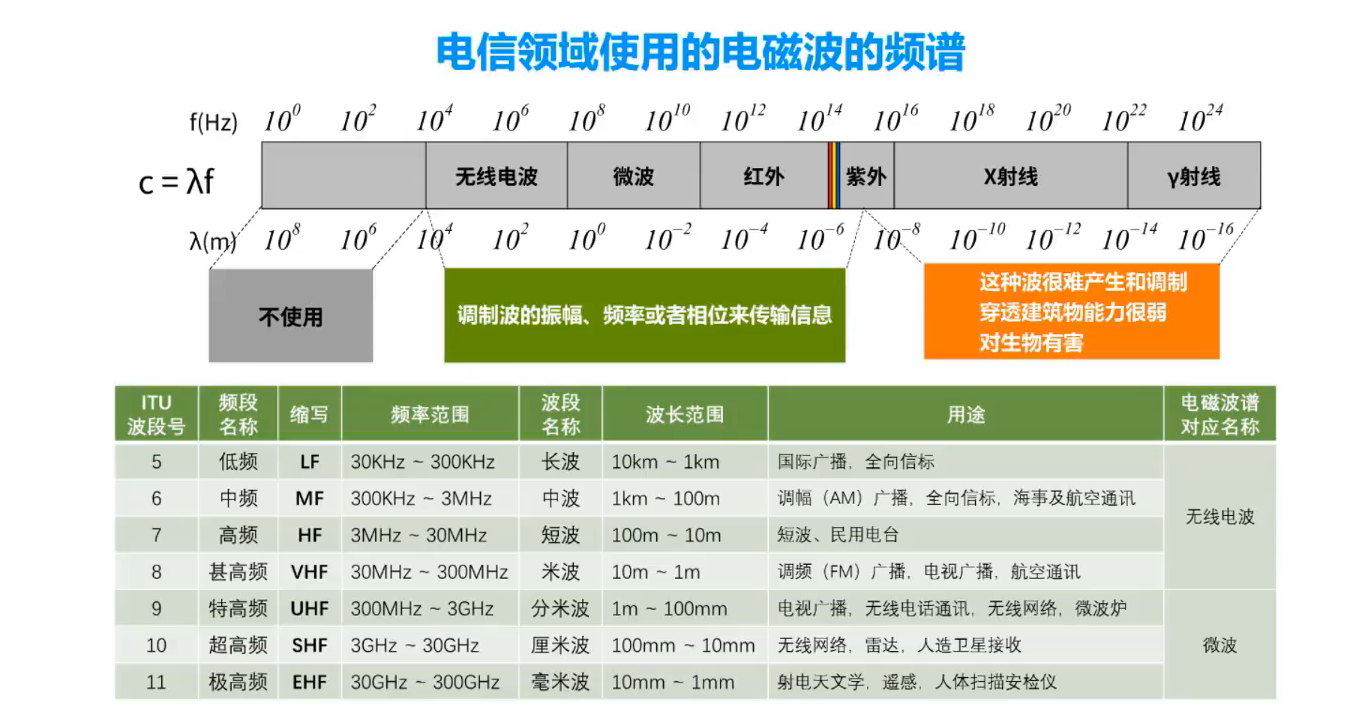 电信领域使用的电磁波的频谱
f(Hz) 10^0 10^2 10^4 10^6 10^8 10^10 10^12 10^14 10^16 10^18 10^20 10^22 10^24
c = λf 无线电波 微波 红外 紫外 X射线 γ射线
λ(m) 10^8 10^6 10^4 10^2 10^0 10^-2 10^-4 10^-6 10^-8 10^-10 10^-12 10^-14 10^-16
不使用
调制波的振幅、频率或者相位来传输信息
这种波很难产生和调制
穿透建筑物能力很弱
对生物有害
ITU波段号 频段名称 缩写 频率范围 波段名称 波长范围 用途 电磁波谱对应名称
5 低频 LF 30KHz ~ 300KHz 长波 10km ~ 1km 国际广播，全向信标 无线电波
6 中频 MF 300KHz ~ 3MHz 中波 1km ~ 100m 调幅（AM）广播，全向信标，海事及航空通讯
7 高频 HF 3MHz ~ 30MHz 短波 100m ~ 10m 短波、民用电台
8 甚高频 VHF 30MHz ~ 300MHz 米波 10m ~ 1m 调频（FM）广播，电视广播，航空通讯
9 特高频 UHF 300MHz ~ 3GHz 分米波 1m ~ 100mm 电视广播，无线电话通讯，无线网络，微波炉 微波
10 超高频 SHF 3GHz ~ 30GHz 厘米波 100mm ~ 10mm 无线网络，雷达，人造卫星接收
11 极高频 EHF 30GHz ~ 300GHz 毫米波 10mm ~ 1mm 射电天文学，遥感，人体扫描安检仪